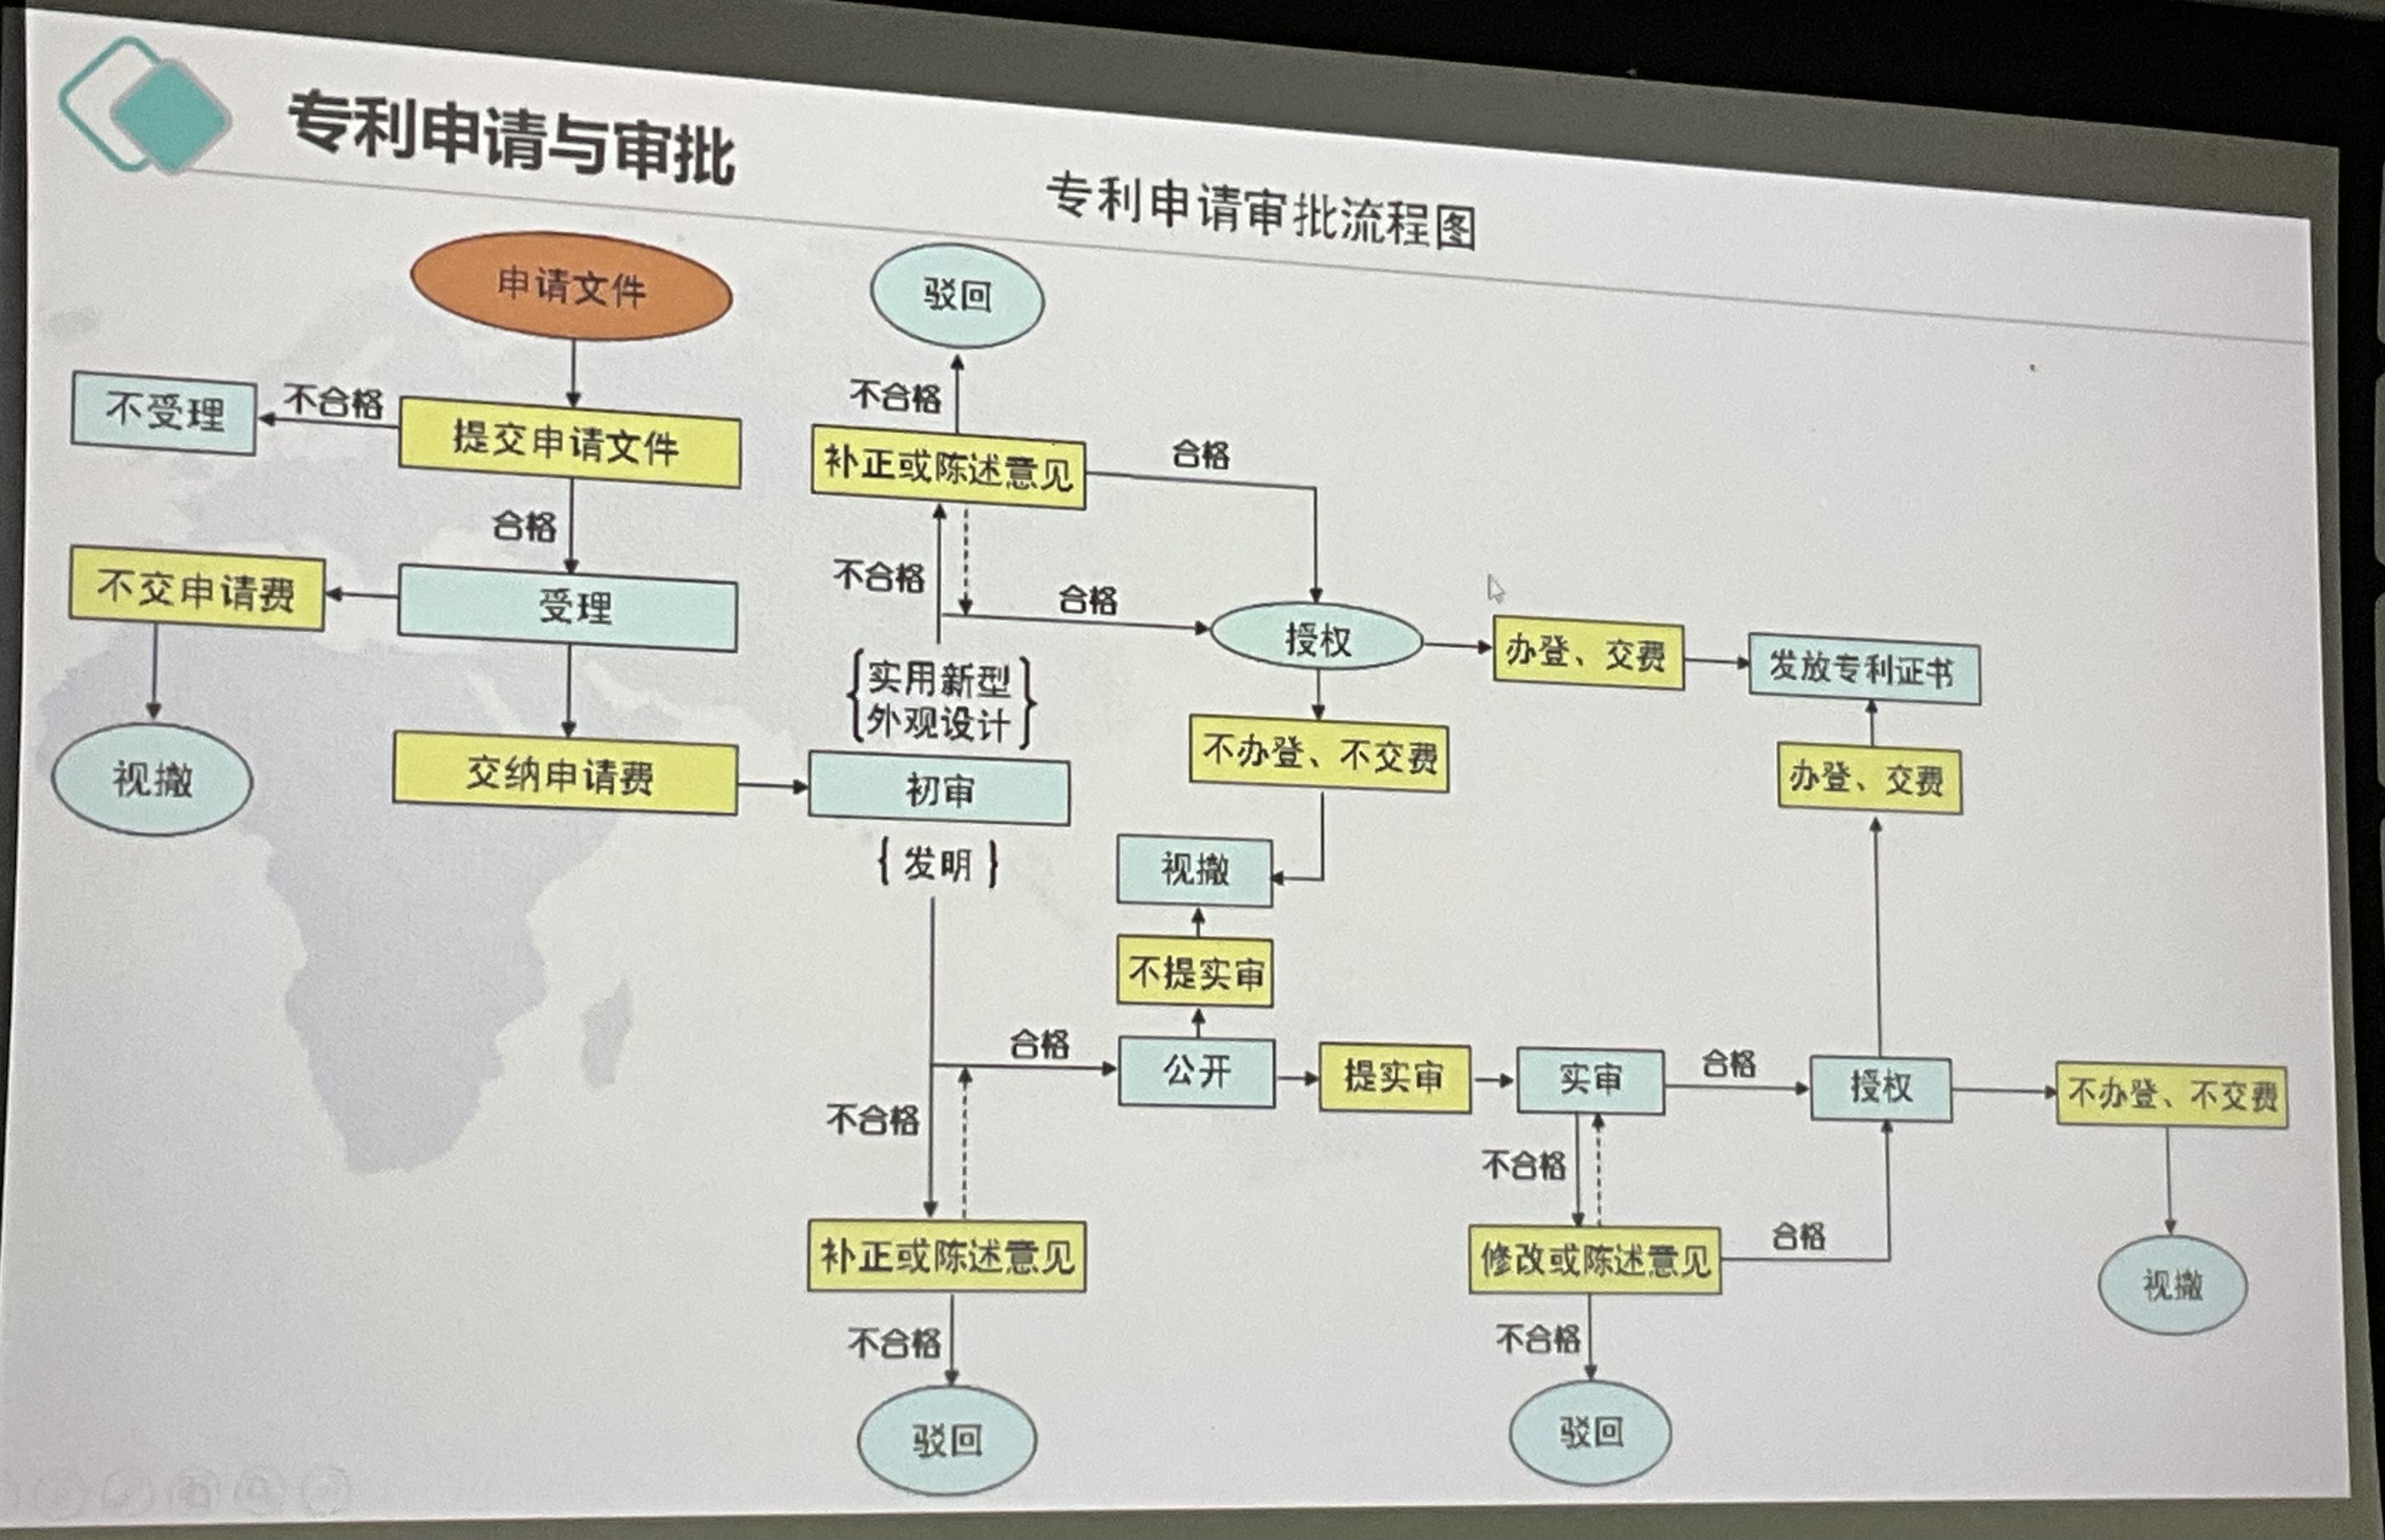 专利申请与审批
专利申请审批流程图
申请文件
驳回
不受理
不合格
提交申请文件
不合格
补正或陈述意见
合格
合格
不交申请费
受理
不合格
合格
授权
办登、交费
发放专利证书
实用新型
外观设计
视撤
交纳申请费
初审
不办登、不交费
办登、交费
{ 发明 }
视撤
不提实审
合格
公开
提实审
实审
合格
授权
不办登、不交费
不合格
不合格
补正或陈述意见
修改或陈述意见
合格
视撤
不合格
不合格
驳回
驳回